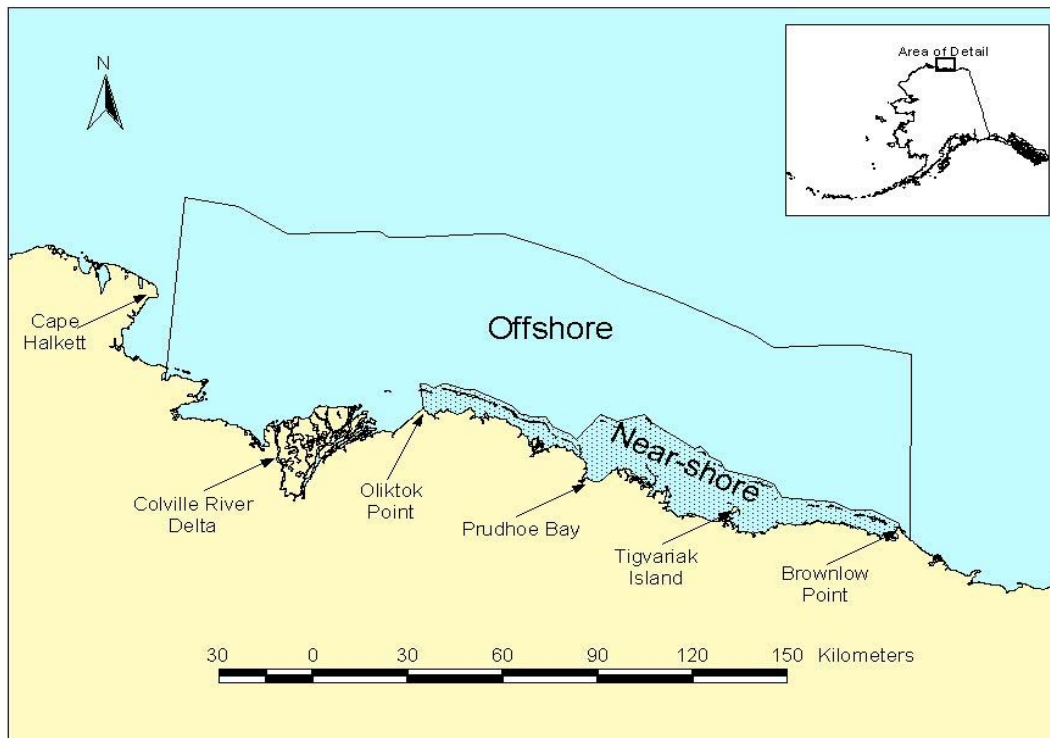 N
Area of Detail
Offshore
Cape
Halkett
Near-shore
Colville River
Delta
Oliktok
Point
Prudhoe Bay
Tigvariak
Island
Brownlow
Point
30 0 30 60 90 120 150 Kilometers